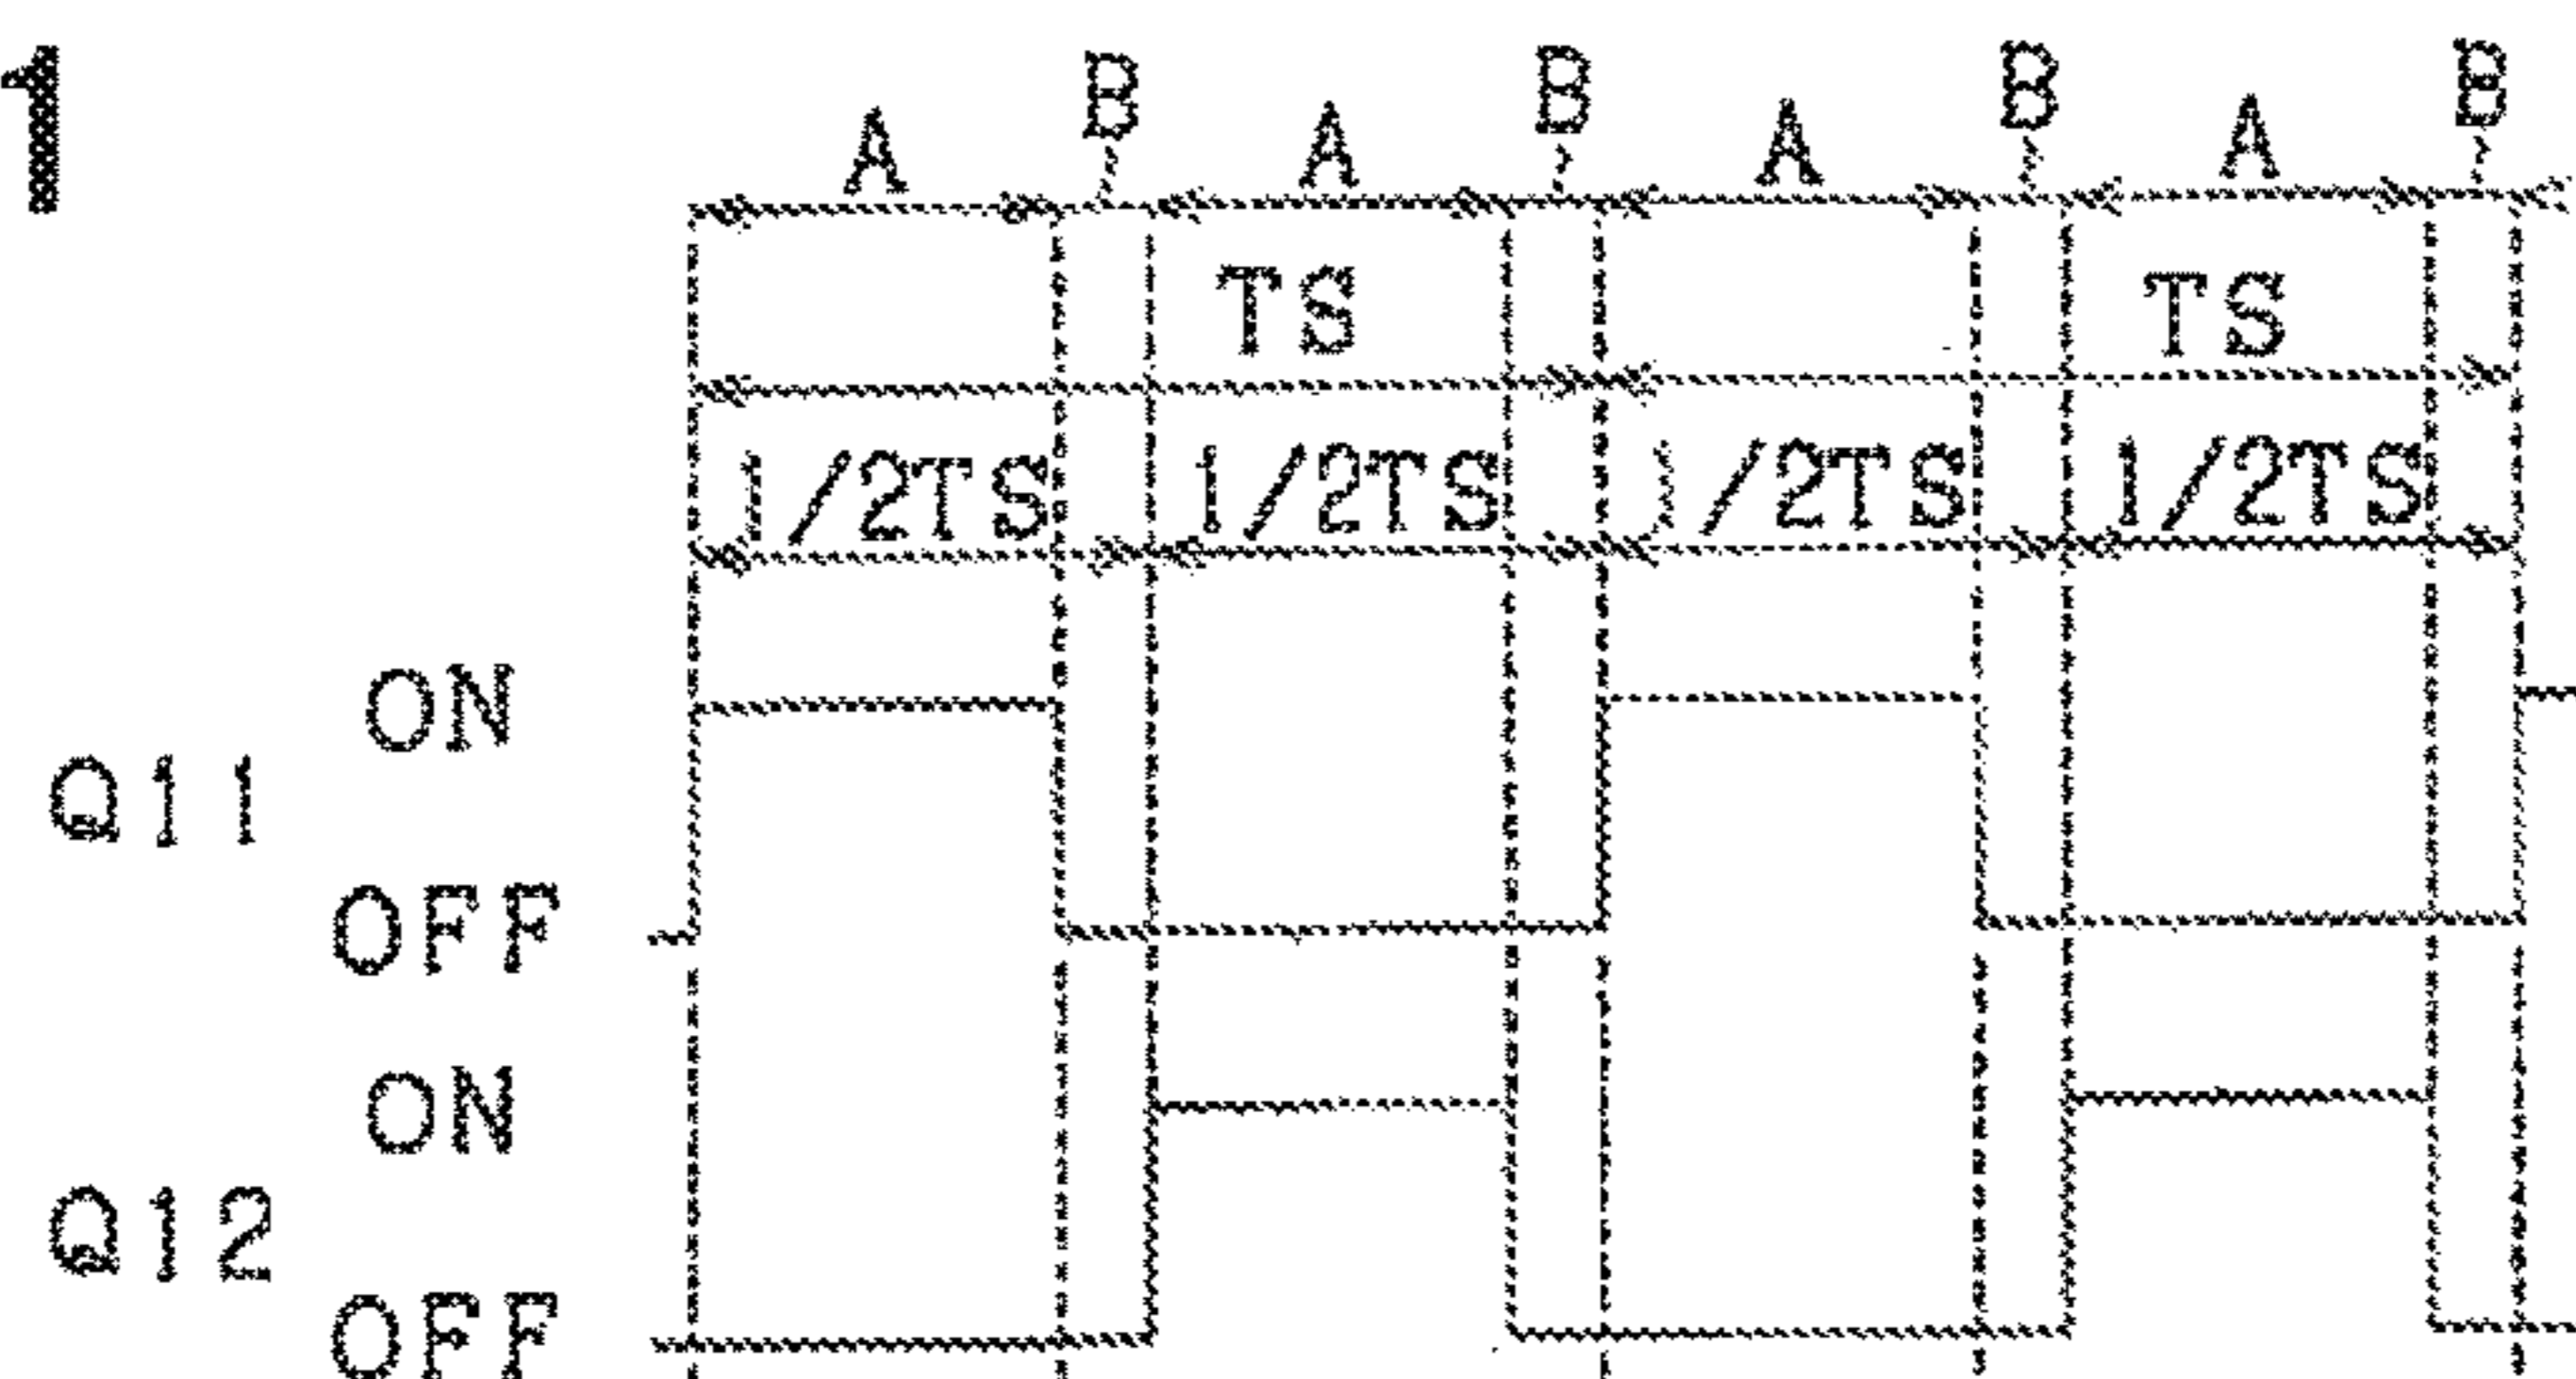 1
B B B B
A A A A
TS TS
1/2TS 1/2TS 1/2TS 1/2TS
ON
Q11
OFF
ON
Q12
OFF